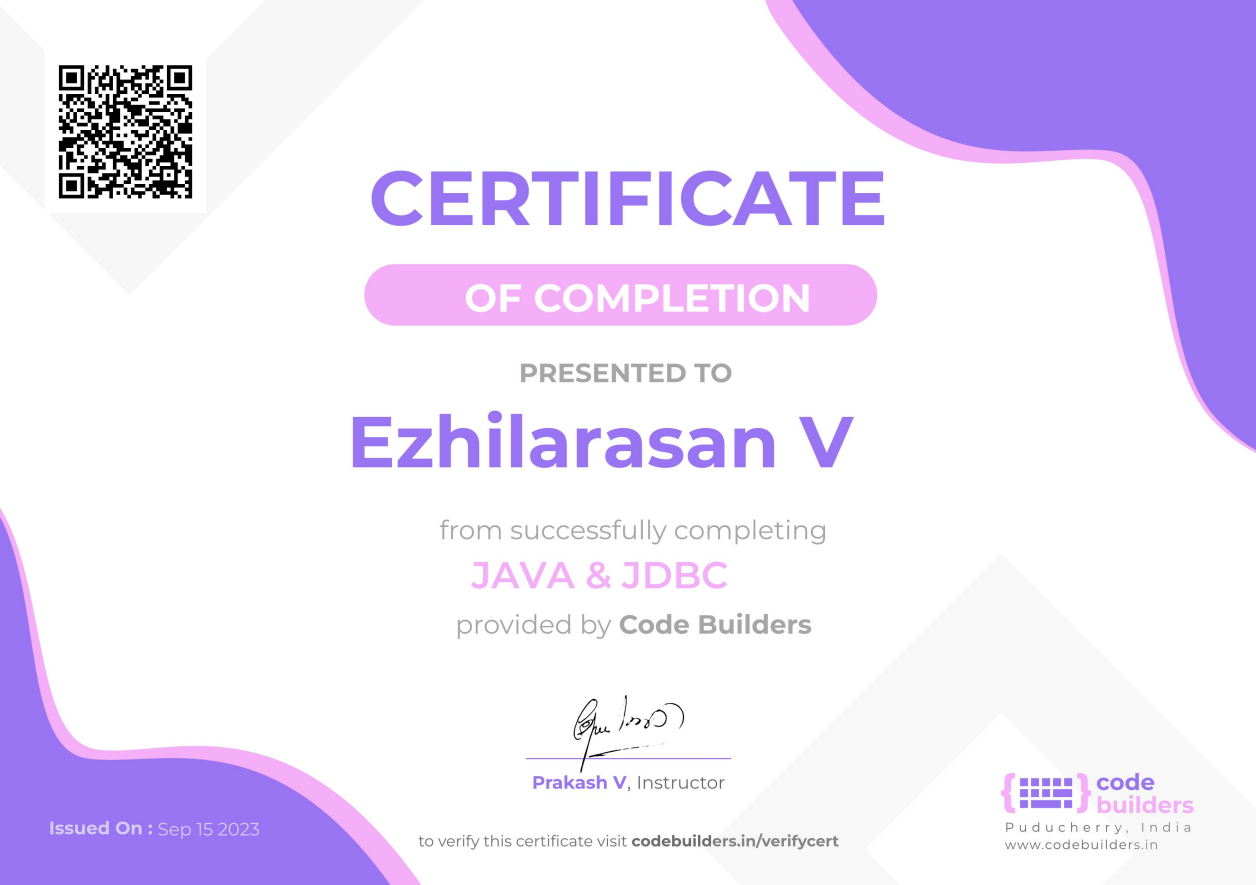 CERTIFICATE
OF COMPLETION
PRESENTED TO
Ezhilarasan V
from successfully completing
JAVA & JDBC
provided by Code Builders
Prakash V, Instructor
Issued On : Sep 15 2023
to verify this certificate visit codebuilders.in/verifycert
code
builders
Puducherry, India
www.codebuilders.in